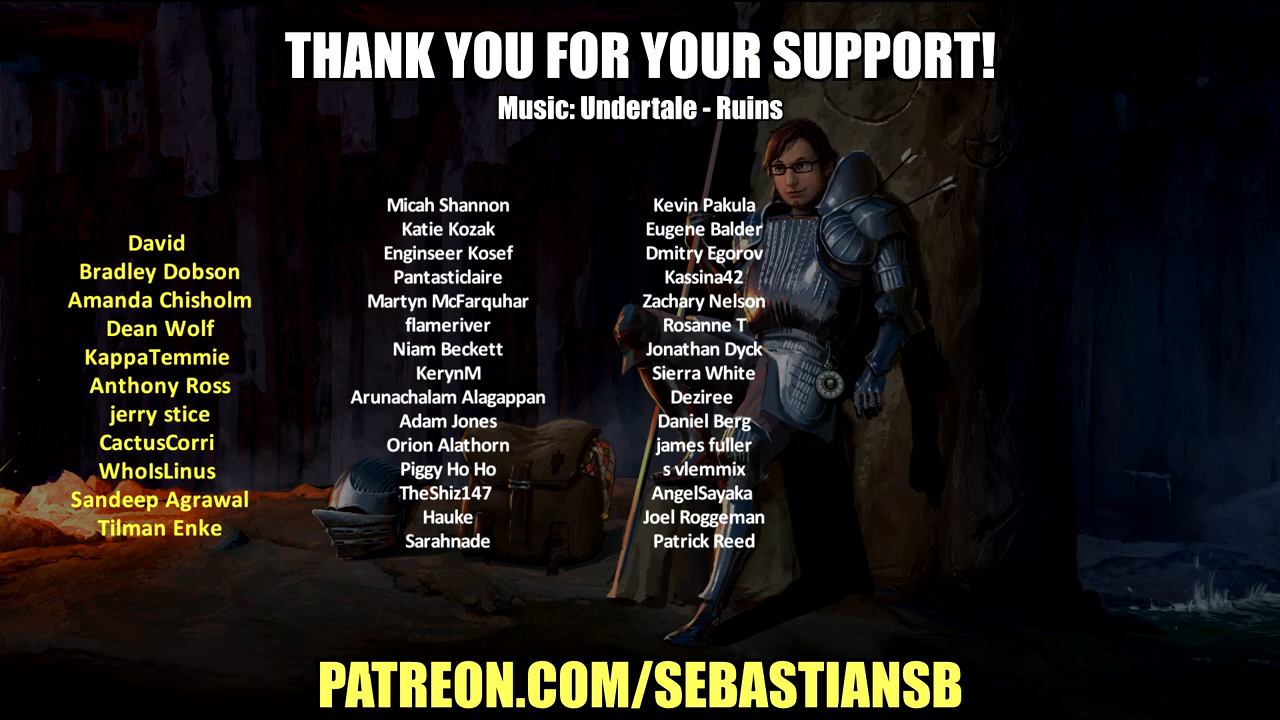 THANK YOU FOR YOUR SUPPORT!
Music: Undertale - Ruins
David
Bradley Dobson
Amanda Chisholm
Dean Wolf
KappaTemmie
Anthony Ross
jerry stice
CactusCorri
WhoIsLinus
Sandeep Agrawal
Tilman Enke
Micah Shannon
Katie Kozak
Enginseer Kosef
Pantasticlaire
Martyn McFarquhar
flameriver
Niam Beckett
KerynM
Arunachalam Alagappan
Adam Jones
Orion Alathorn
Piggy Ho Ho
TheShiz147
Hauke
Sarahnade
Kevin Pakula
Eugene Balder
Dmitry Egorov
Kassina42
Zachary Nelson
Rosanne T
Jonathan Dyck
Sierra White
Deziree
Daniel Berg
james fuller
s vlemmix
AngelSayaka
Joel Roggeman
Patrick Reed
PATREON.COM/SEBASTIANSB